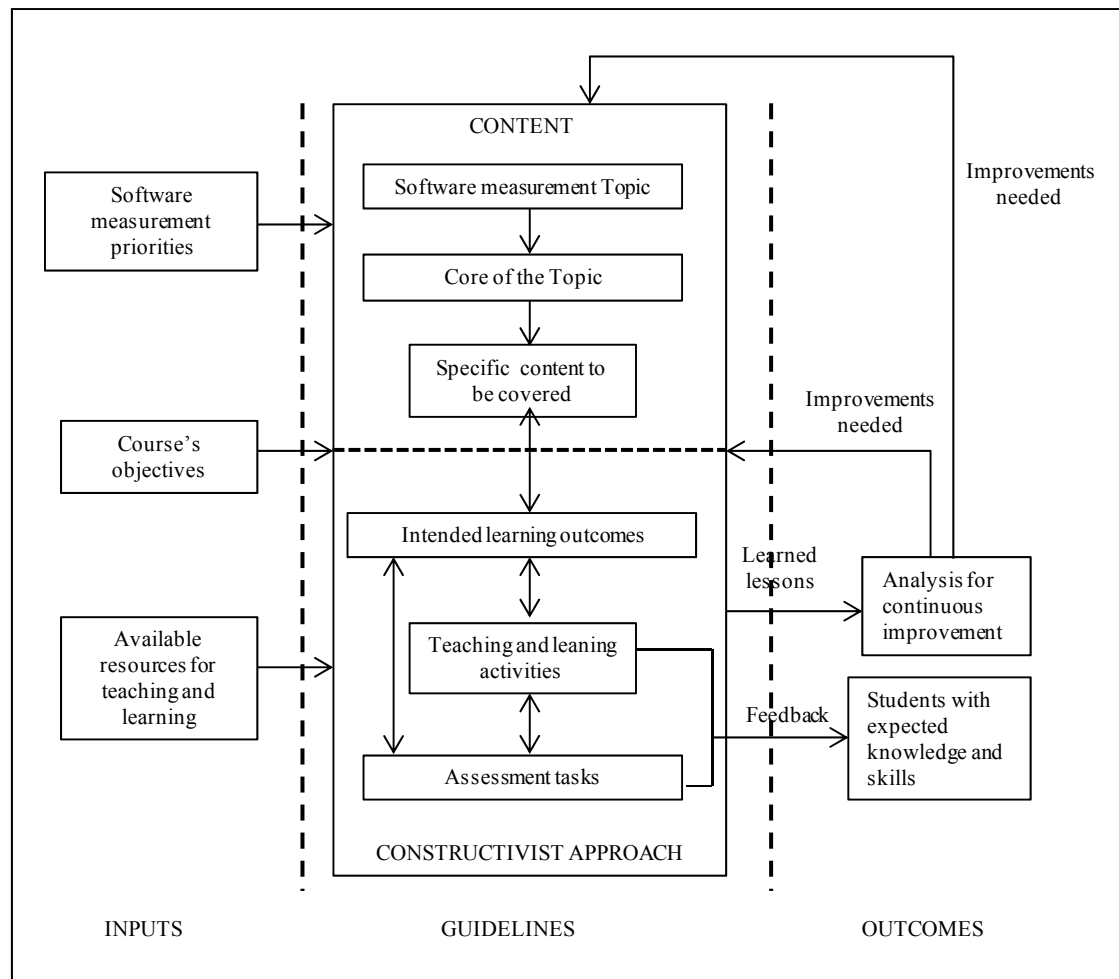 CONTENT
Software measurement Topic
Core of the Topic
Specific content to
be covered
Software
measurement
priorities
Course's
objectives
Available
resources for
teaching and
learning
Intended learning outcomes
Teaching and leaning
activities
Assessment tasks
CONSTRUCTIVIST APPROACH
Improvements
needed
Improvements
needed
Learned
lessons
Analysis for
continuous
improvement
Feedback
Students with
expected
knowledge and
skills
INPUTS
GUIDELINES
OUTCOMES